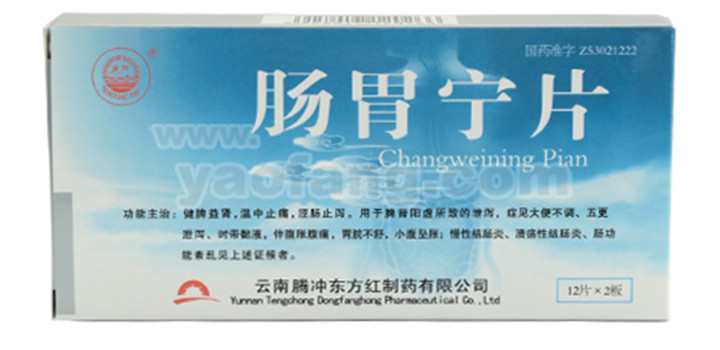 国药准字 Z53021222
肠胃宁片
Changweining Pian
www.
yaofang.com
功能主治：健脾益肾，温中止痛，涩肠止泻。用于脾肾阳虚所致的泄泻，症见大便不调、五更
泄泻、时带黏液，伴腹胀腹痛，胃脘不舒，小腹坠胀；慢性结肠炎、溃疡性结肠炎、肠功
能紊乱见上述证候者。
云南腾冲东方红制药有限公司
Yunnan Tengchong Dongfanghong Pharmaceutical Co.,Ltd
12片×2板